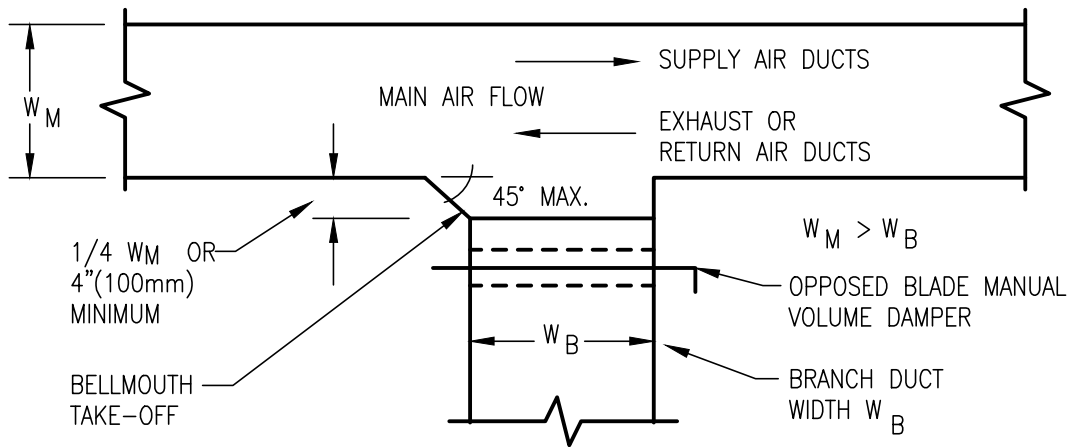 SUPPLY AIR DUCTS
MAIN AIR FLOW
W M
EXHAUST OR
RETURN AIR DUCTS
45° MAX.
1/4 WM OR
4"(100mm)
MINIMUM
W M > W B
OPPOSED BLADE MANUAL
VOLUME DAMPER
W B
BELLMOUTH
TAKE-OFF
BRANCH DUCT
WIDTH W B